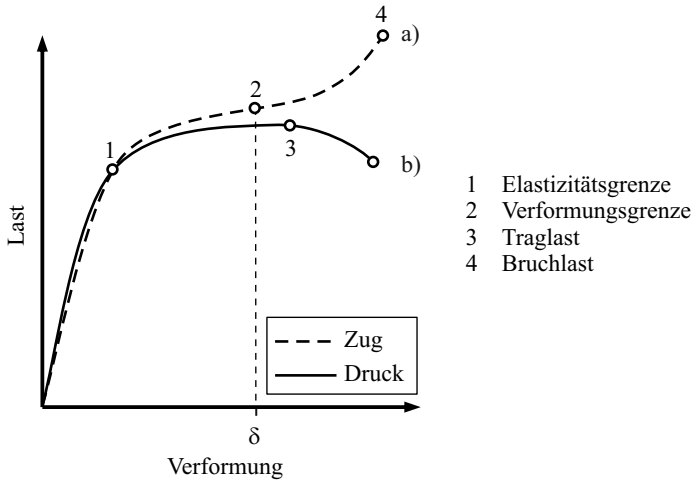 4
a)
2
1
3
b)
1 Elastizitätsgrenze
2 Verformungsgrenze
3 Traglast
4 Bruchlast
Last
Zug
Druck
δ
Verformung